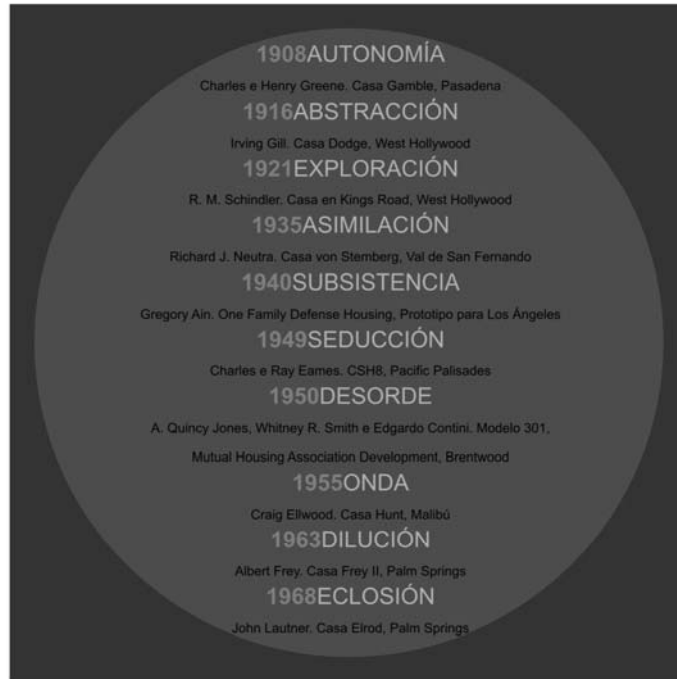 1908AUTONOMÍA
Charles e Henry Greene. Casa Gamble, Pasadena
1916ABSTRACCIÓN
Irving Gill. Casa Dodge, West Hollywood
1921EXPLORACIÓN
R. M. Schindler. Casa en Kings Road, West Hollywood
1935ASIMILACIÓN
Richard J. Neutra. Casa von Stemberg, Val de San Fernando
1940SUBSISTENCIA
Gregory Ain. One Family Defense Housing, Prototipo para Los Ángeles
1949SEDUCCIÓN
Charles e Ray Eames. CSH8, Pacific Palisades
1950DESORDE
A. Quincy Jones, Whitney R. Smith e Edgardo Contini. Modelo 301,
Mutual Housing Association Development, Brentwood
1955ONDA
Craig Ellwood. Casa Hunt, Malibú
1963DILUCIÓN
Albert Frey. Casa Frey II, Palm Springs
1968ECLOSIÓN
John Lautner. Casa Elrod, Palm Springs